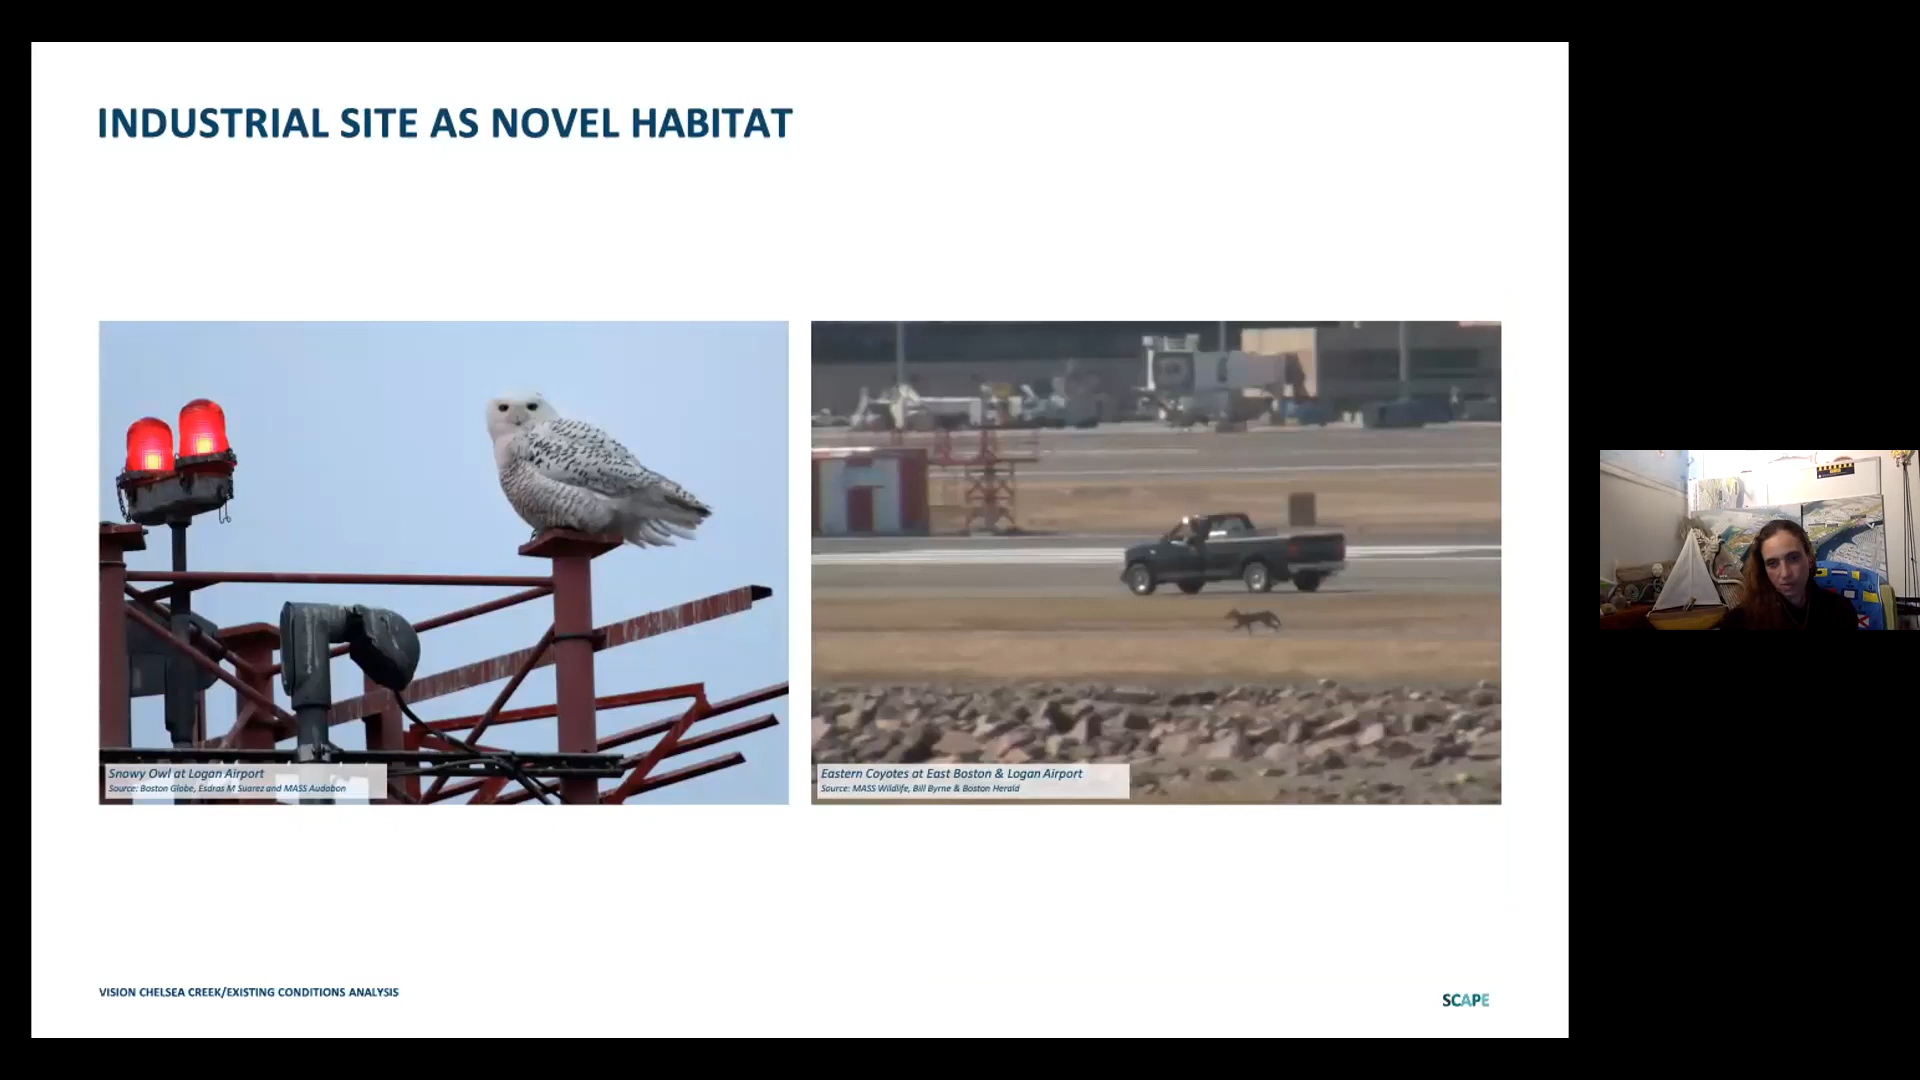 INDUSTRIAL SITE AS NOVEL HABITAT
Snowy Owl at Logan Airport
Source: Boston Globe, Esdras M Suarez and MASS Audobon
Eastern Coyotes at East Boston & Logan Airport
Source: MASS Wildlife, Bill Byrne & Boston Herald
VISION CHELSEA CREEK/EXISTING CONDITIONS ANALYSIS
SCAPE